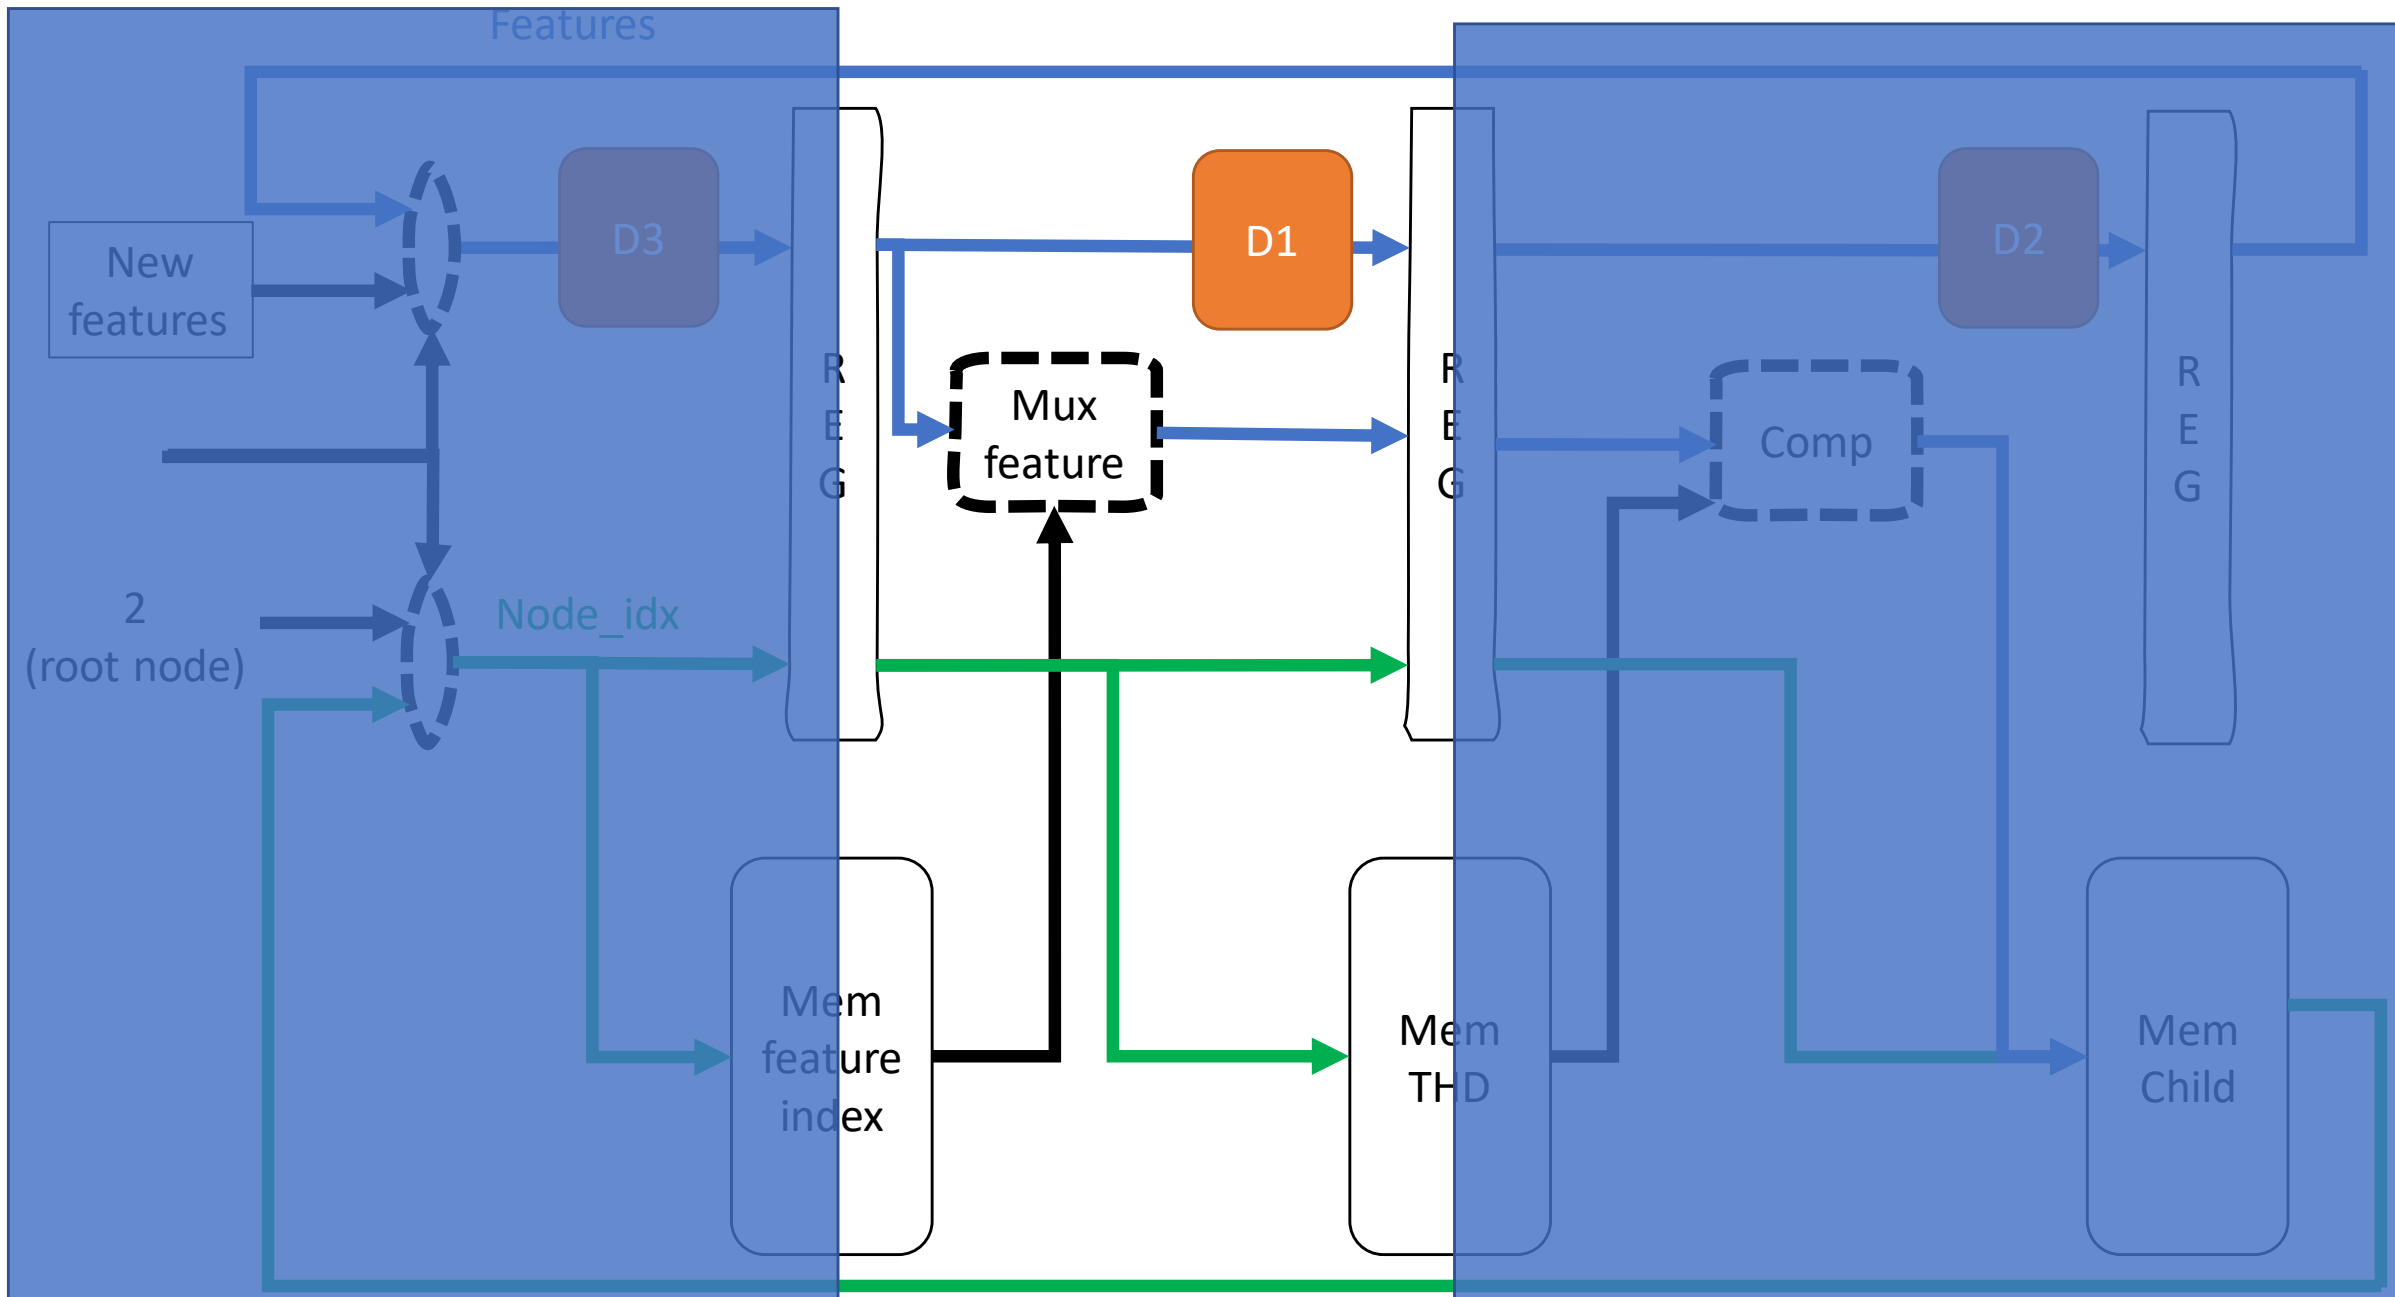 Features
D3
D1
D2
New
features
R
E
G
Mux
feature
R
E
G
Comp
R
E
G
2
(root node)
Node_idx
Mem
feature
index
Mem
THD
Mem
Child